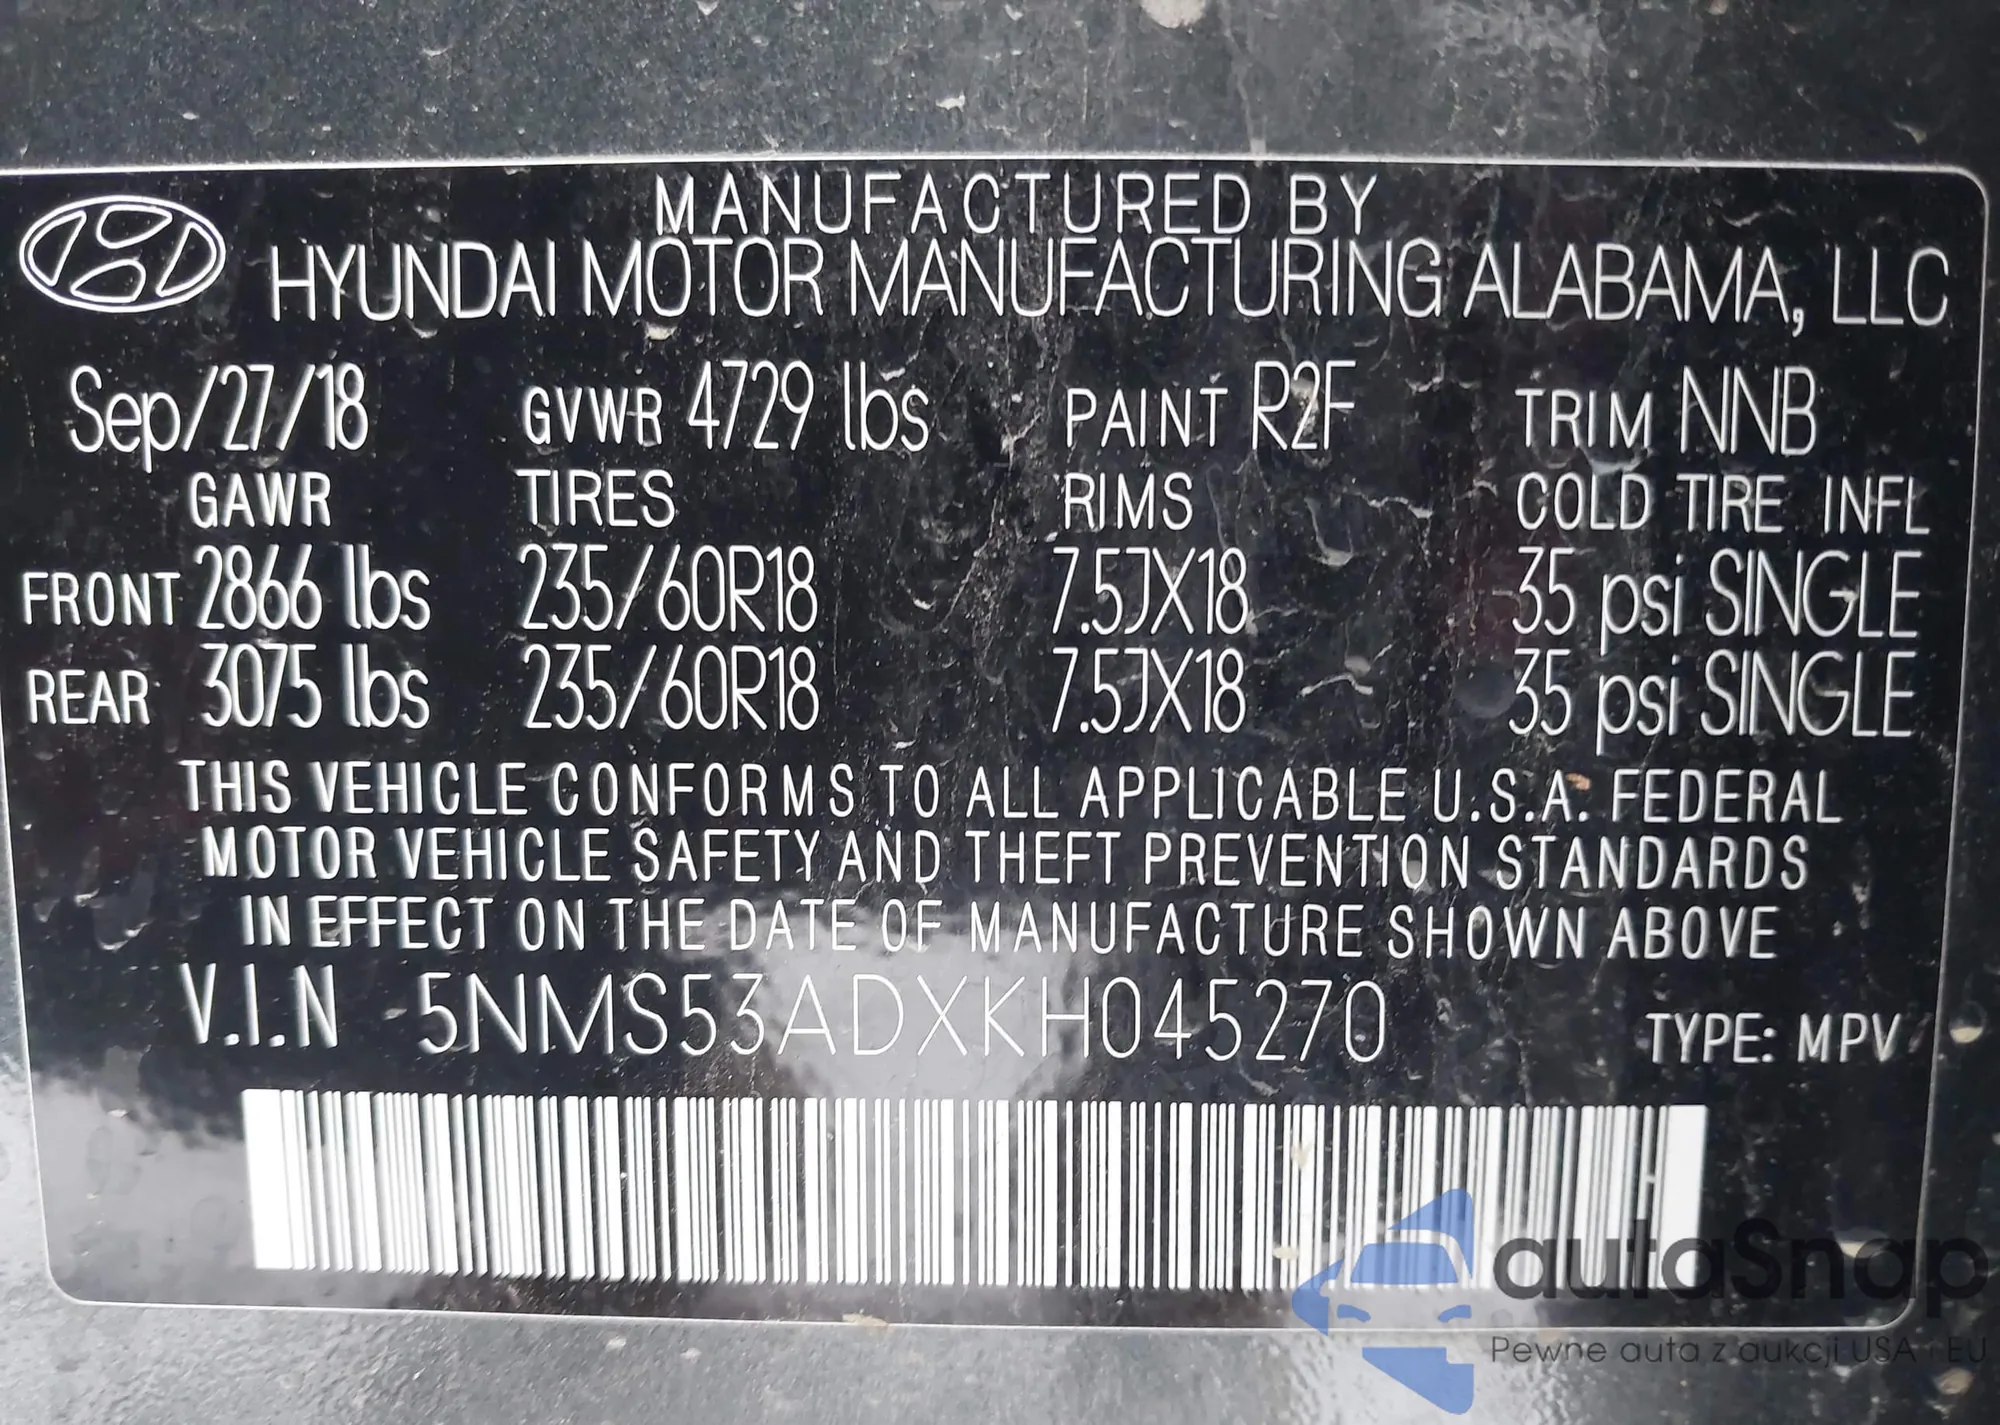 MANUFACTURED BY
HYUNDAI MOTOR MANUFACTURING ALABAMA, LLC
Sep/27/18 GVWR 4729 lbs PAINT R2F TRIM NNB
GAWR TIRES RIMS COLD TIRE INFL
FRONT 2866 lbs 235/60R18 7.5JX18 35 psi SINGLE
REAR 3075 lbs 235/60R18 7.5JX18 35 psi SINGLE
THIS VEHICLE CONFORMS TO ALL APPLICABLE U.S.A. FEDERAL
MOTOR VEHICLE SAFETY AND THEFT PREVENTION STANDARDS
IN EFFECT ON THE DATE OF MANUFACTURE SHOWN ABOVE
V.I.N 5NMS53ADXKH045270 TYPE: MPV
autaSnap
Pewne auta z aukcji USA i EU